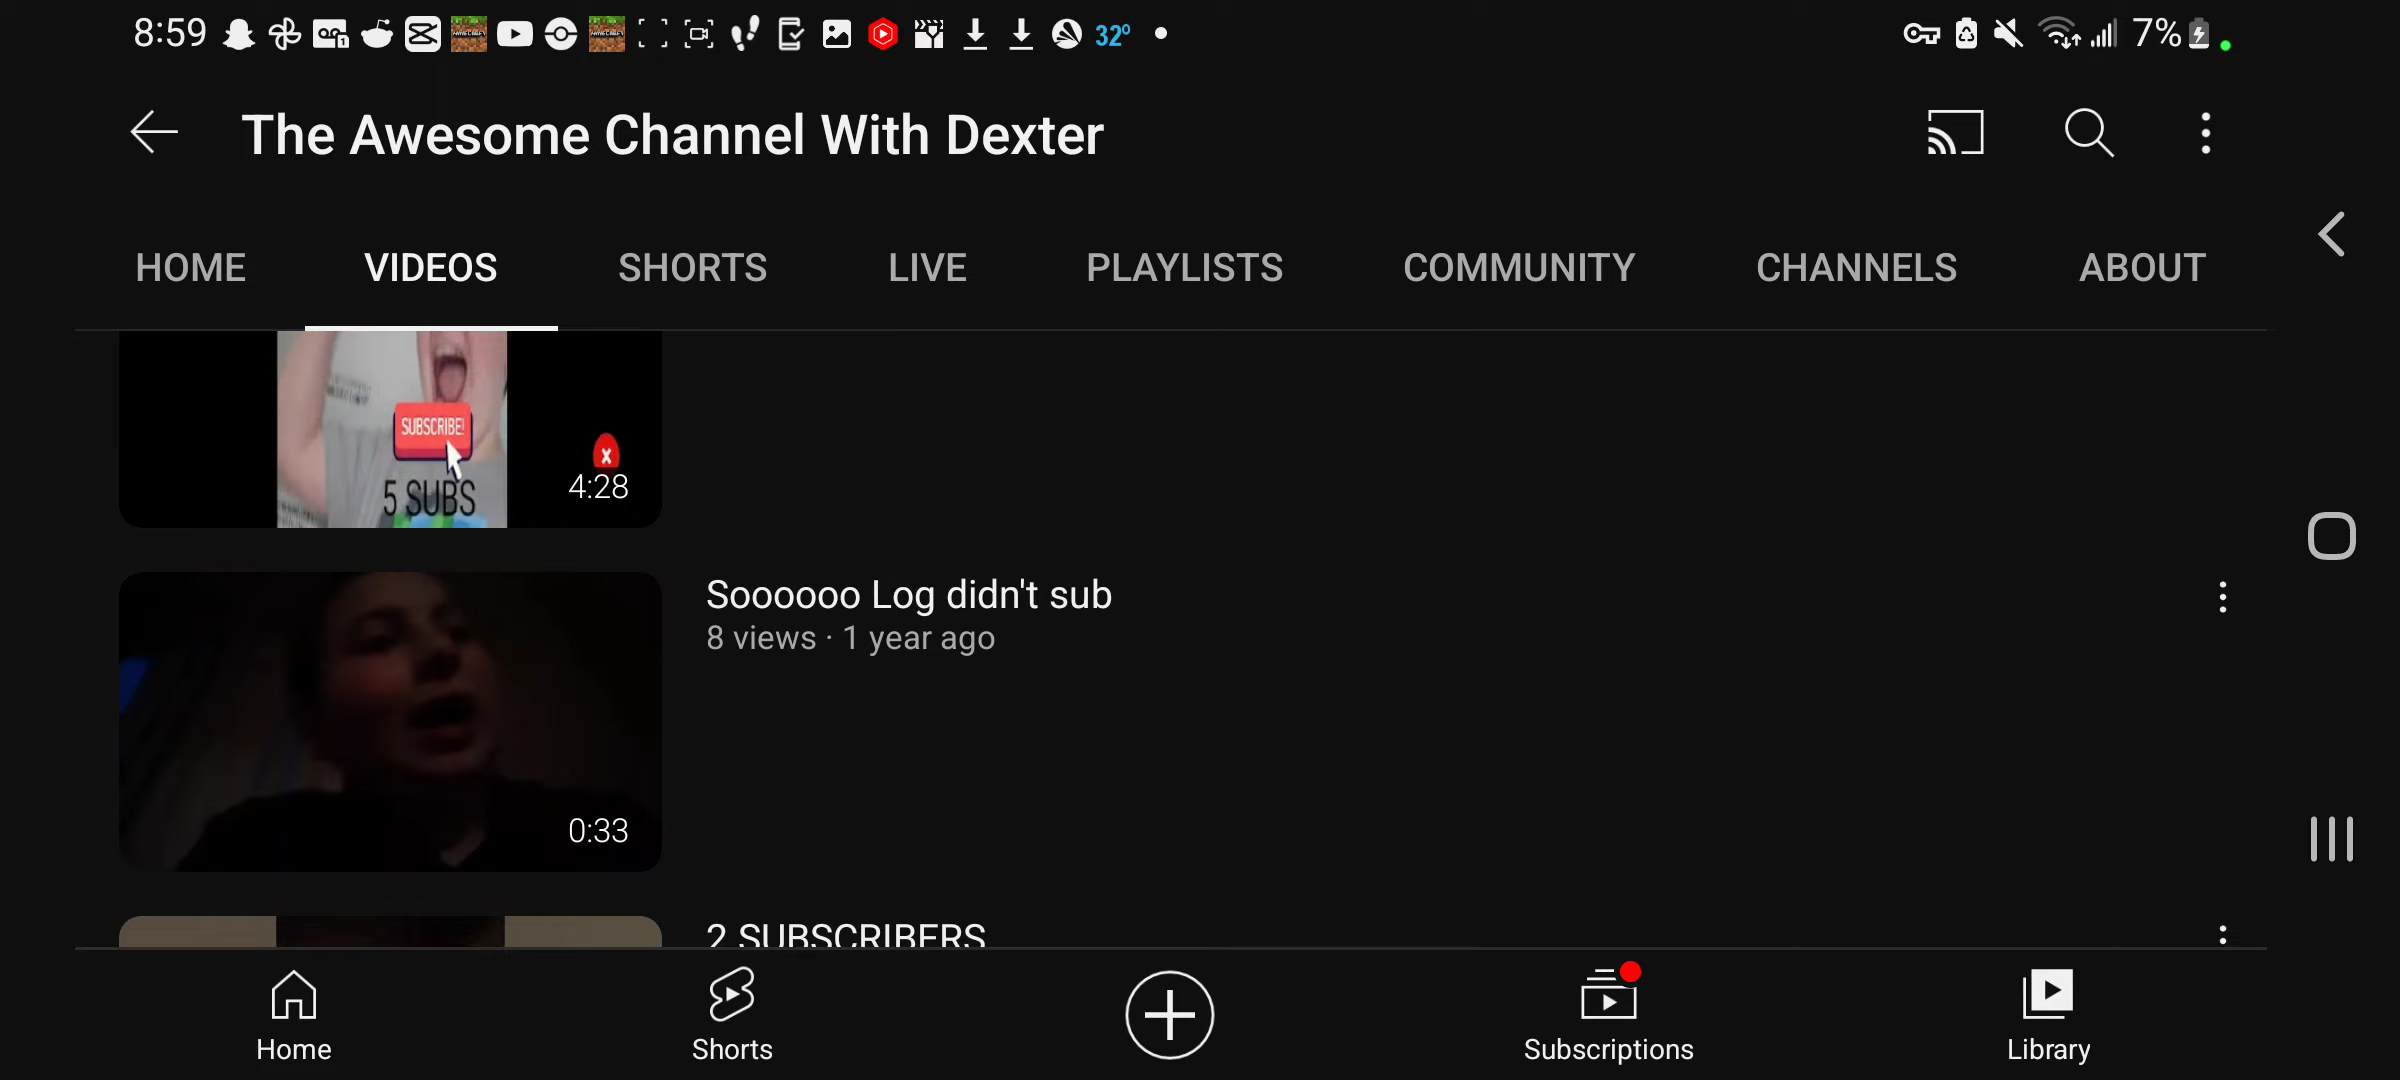 8:59
32°
7%
The Awesome Channel With Dexter
HOME VIDEOS SHORTS LIVE PLAYLISTS COMMUNITY CHANNELS ABOUT
SUBSCRIBE!
5 SUBS
4:28
Soooooo Log didn't sub
8 views · 1 year ago
0:33
2 SUBSCRIBERS
Home Shorts Subscriptions Library